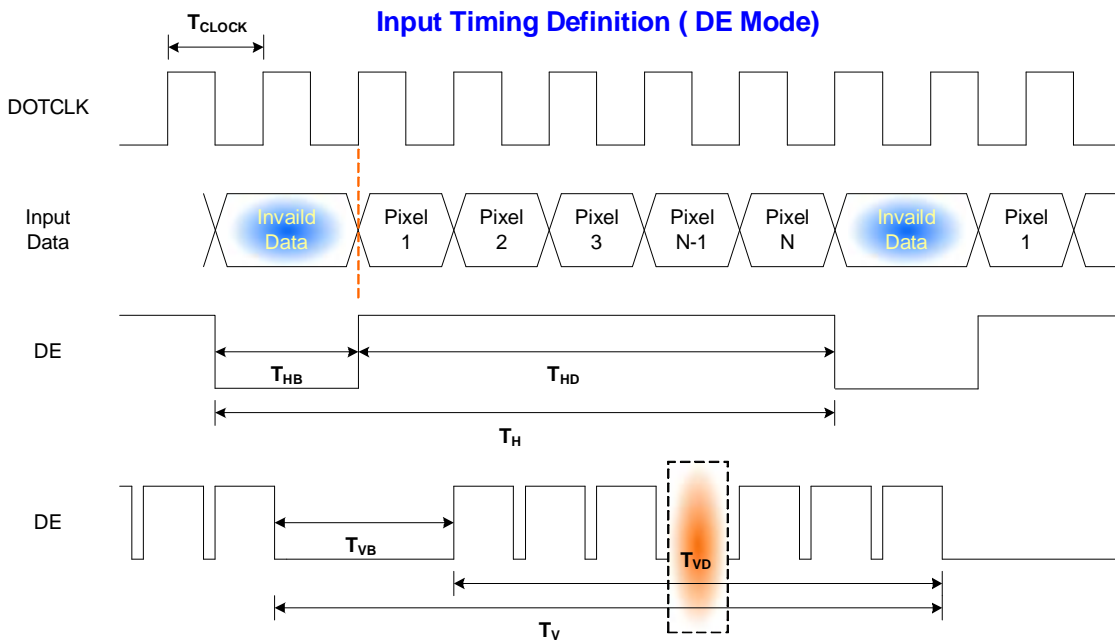 Input Timing Definition ( DE Mode)
TCLOCK
DOTCLK
Input
Data
Invaild
Data
Pixel
1
Pixel
2
Pixel
3
Pixel
N-1
Pixel
N
Invaild
Data
Pixel
1
DE
THB
THD
TH
DE
TVB
TVD
TV